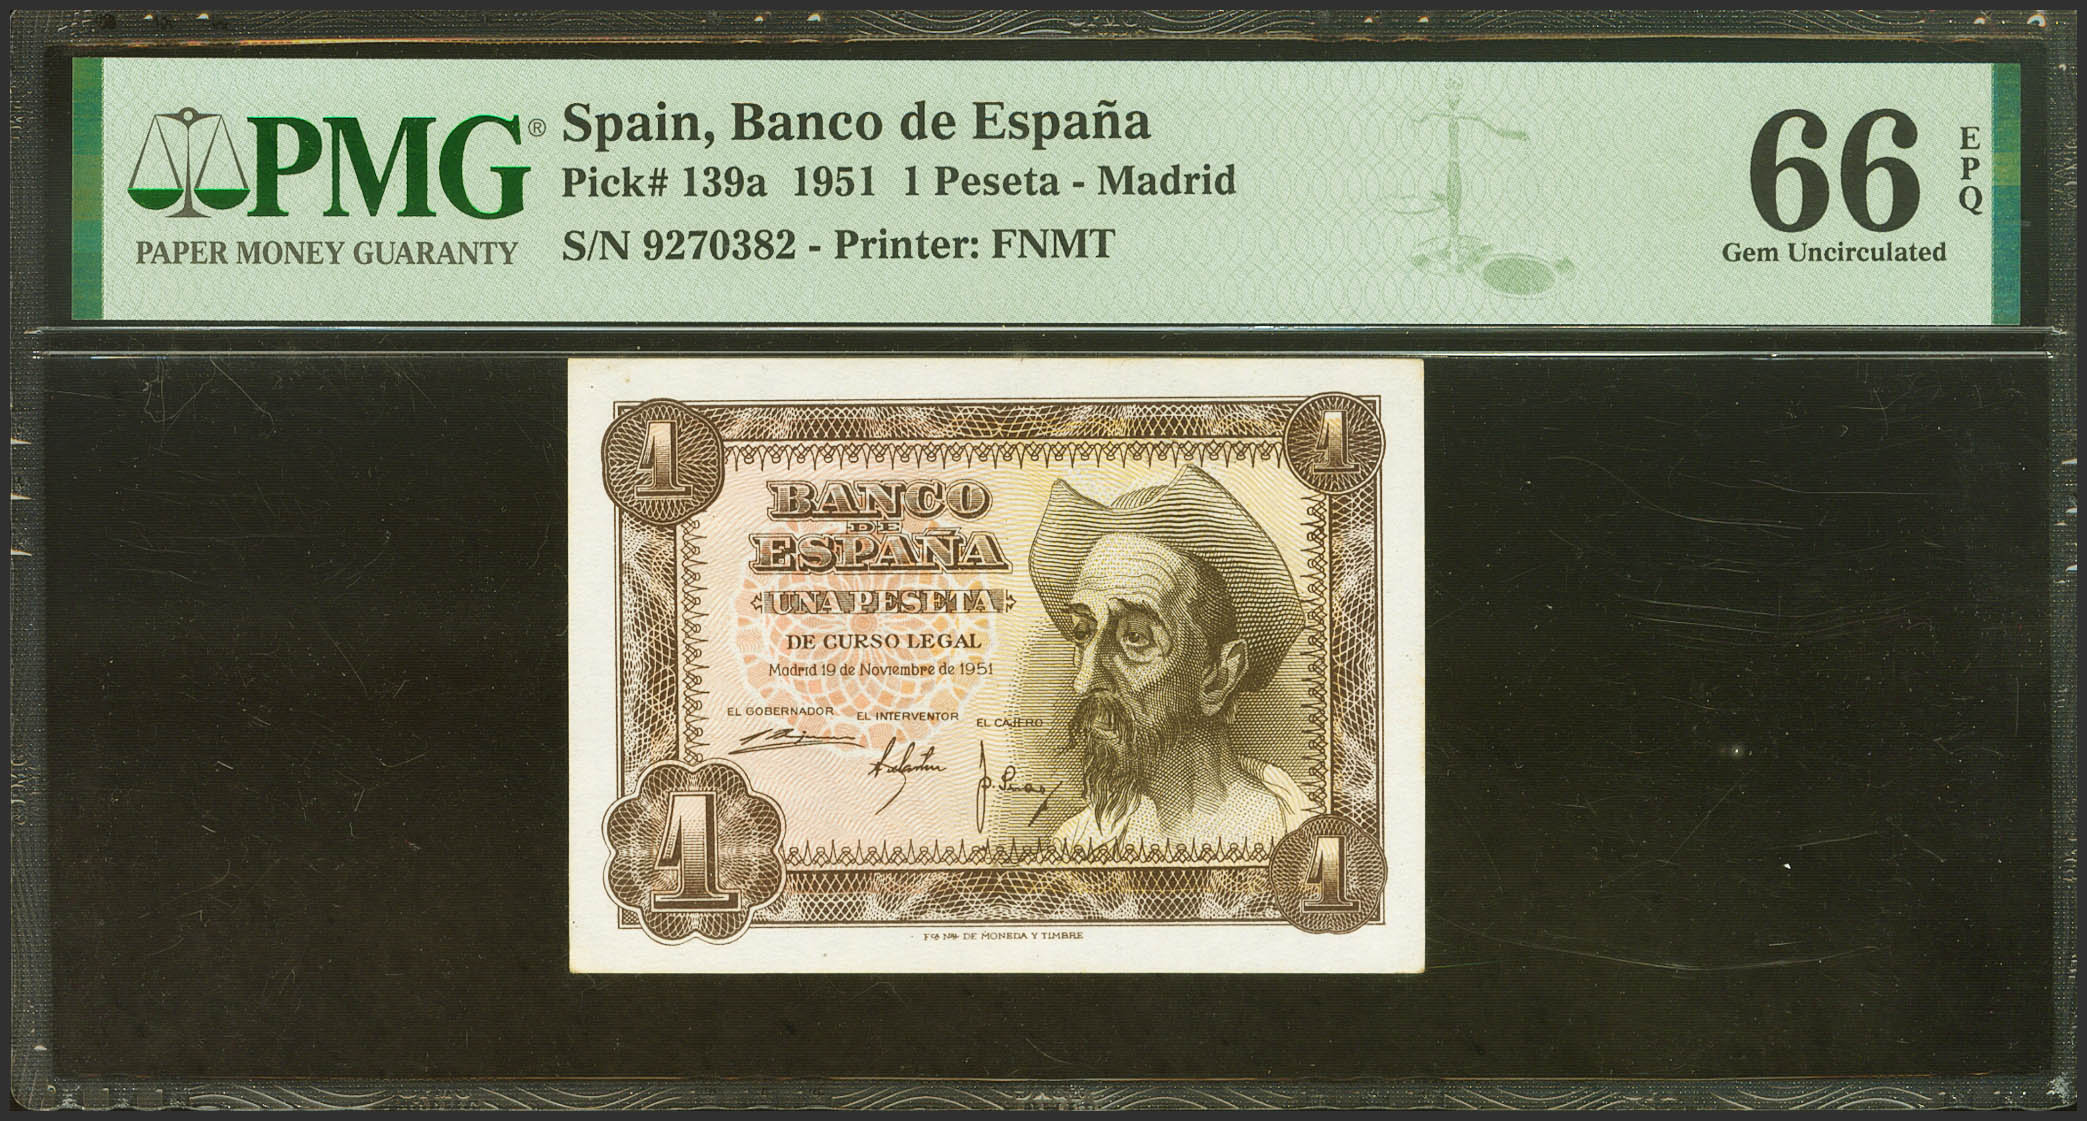 PMG®
PAPER MONEY GUARANTY
Spain, Banco de España
Pick# 139a 1951 1 Peseta - Madrid
S/N 9270382 - Printer: FNMT
66
EPQ
Gem Uncirculated
1
1
BANCO
DE
ESPAÑA
UNA PESETA
DE CURSO LEGAL
Madrid 19 de Noviembre de 1951
EL GOBERNADOR EL INTERVENTOR EL CAJERO
1
1
Fca Nal DE MONEDA Y TIMBRE